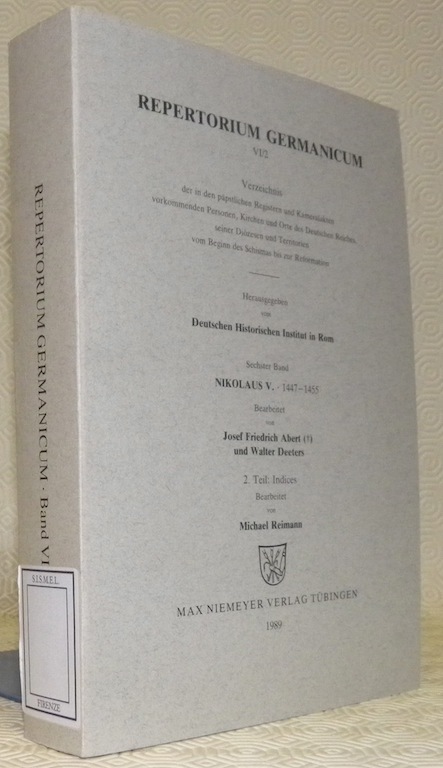 REPERTORIUM GERMANICUM
VI/2
Verzeichnis
der in den päpstlichen Registern und Kameralakten
vorkommenden Personen, Kirchen und Orte des Deutschen Reiches,
seiner Diözesen und Territorien
vom Beginn des Schismas bis zur Reformation
Herausgegeben
vom
Deutschen Historischen Institut in Rom
Sechster Band
NIKOLAUS V. · 1447–1455
Bearbeitet
von
Josef Friedrich Abert (†)
und Walter Deeters
2. Teil: Indices
Bearbeitet
von
Michael Reimann
MAX NIEMEYER VERLAG TÜBINGEN
1989
REPERTORIUM GERMANICUM · Band VI
S.I.S.M.E.L.
FIRENZE